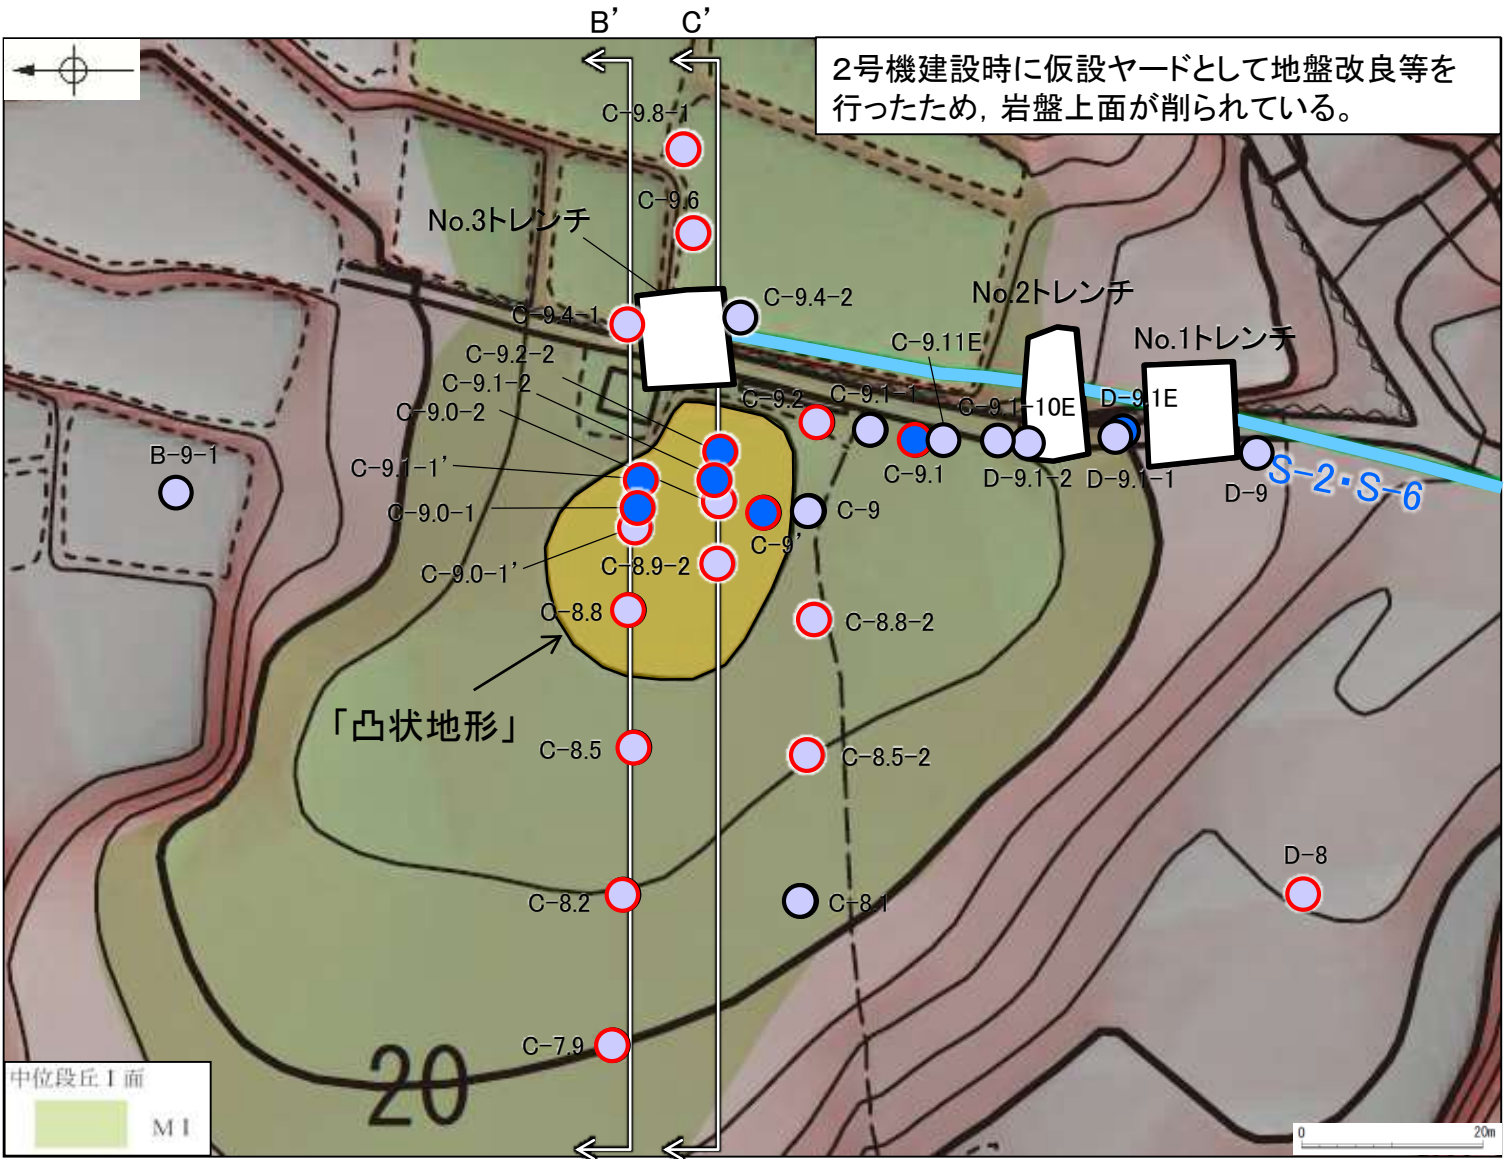 B’ C’
2号機建設時に仮設ヤードとして地盤改良等を
行ったため，岩盤上面が削られている。
C-9.8-1
C-9.6
No.3トレンチ
C-9.4-1
C-9.4-2
No.2トレンチ
No.1トレンチ
C-9.11E
C-9.2-2
C-9.1-2
C-9.0-2
C-9.2
C-9.1-1
C-9.1-10E
D-9.1E
B-9-1
C-9.1-1’
C-9.1
D-9.1-2
D-9.1-1
D-9
S-2・S-6
C-9.0-1
C-9
C-9’
C-9.0-1’
C-8.9-2
C-8.8
C-8.8-2
「凸状地形」
C-8.5
C-8.5-2
D-8
C-8.2
C-8.1
C-7.9
20
中位段丘Ⅰ面
MⅠ
0 20m